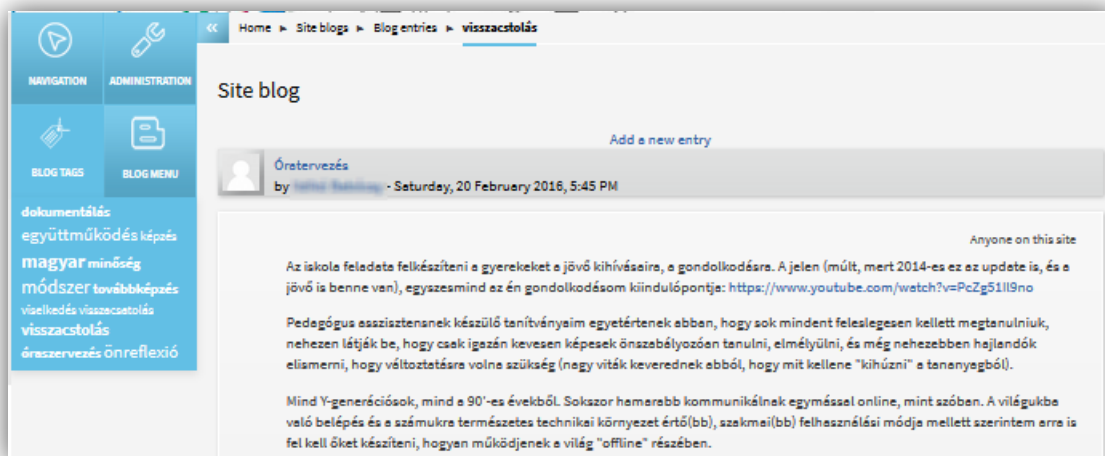 « Home ► Site blogs ► Blog entries ► visszacstolás
NAVIGATION ADMINISTRATION
Site blog
Add a new entry
BLOG TAGS BLOG MENU
Óratervezés
by - Saturday, 20 February 2016, 5:45 PM
dokumentálás
együttműködés képzés
magyar minőség
módszer továbbképzés
viselkedés visszacsatolás
visszacstolás
óraszervezés önreflexió
Anyone on this site
Az iskola feladata felkészíteni a gyerekeket a jövő kihívásaira, a gondolkodásra. A jelen (múlt, mert 2014-es ez az update is, és a
jövő is benne van), egyszesmind az én gondolkodásom kiindulópontja: https://www.youtube.com/watch?v=PcZg51Il9no
Pedagógus asszisztensnek készülő tanítványaim egyetértenek abban, hogy sok mindent feleslegesen kellett megtanulniuk,
nehezen látják be, hogy csak igazán kevesen képesek önszabályozóan tanulni, elmélyülni, és még nehezebben hajlandók
elismerni, hogy változtatásra volna szükség (nagy viták keverednek abból, hogy mit kellene "kihúzni" a tananyagból).
Mind Y-generációsok, mind a 90'-es évekből. Sokszor hamarabb kommunikálnak egymással online, mint szóban. A világukba
való belépés és a számukra természetes technikai környezet értő(bb), szakmai(bb) felhasználási módja mellett szerintem arra is
fel kell őket készíteni, hogyan működjenek a világ "offline" részében.